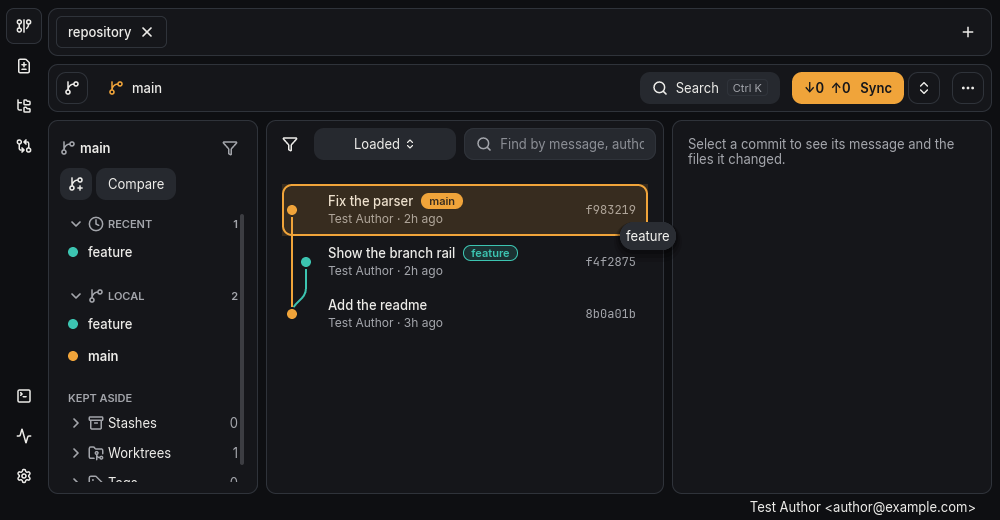 repository
main
Search Ctrl K
↓0 ↑0 Sync
main
Compare
RECENT 1
feature
LOCAL 2
feature
main
KEPT ASIDE
Stashes 0
Worktrees 1
Tags 0
Loaded
Find by message, autho
Fix the parser main
Test Author · 2h ago
f983219
feature
Show the branch rail feature
Test Author · 2h ago
f4f2875
Add the readme
Test Author · 3h ago
8b0a01b
Select a commit to see its message and the
files it changed.
Test Author <author@example.com>